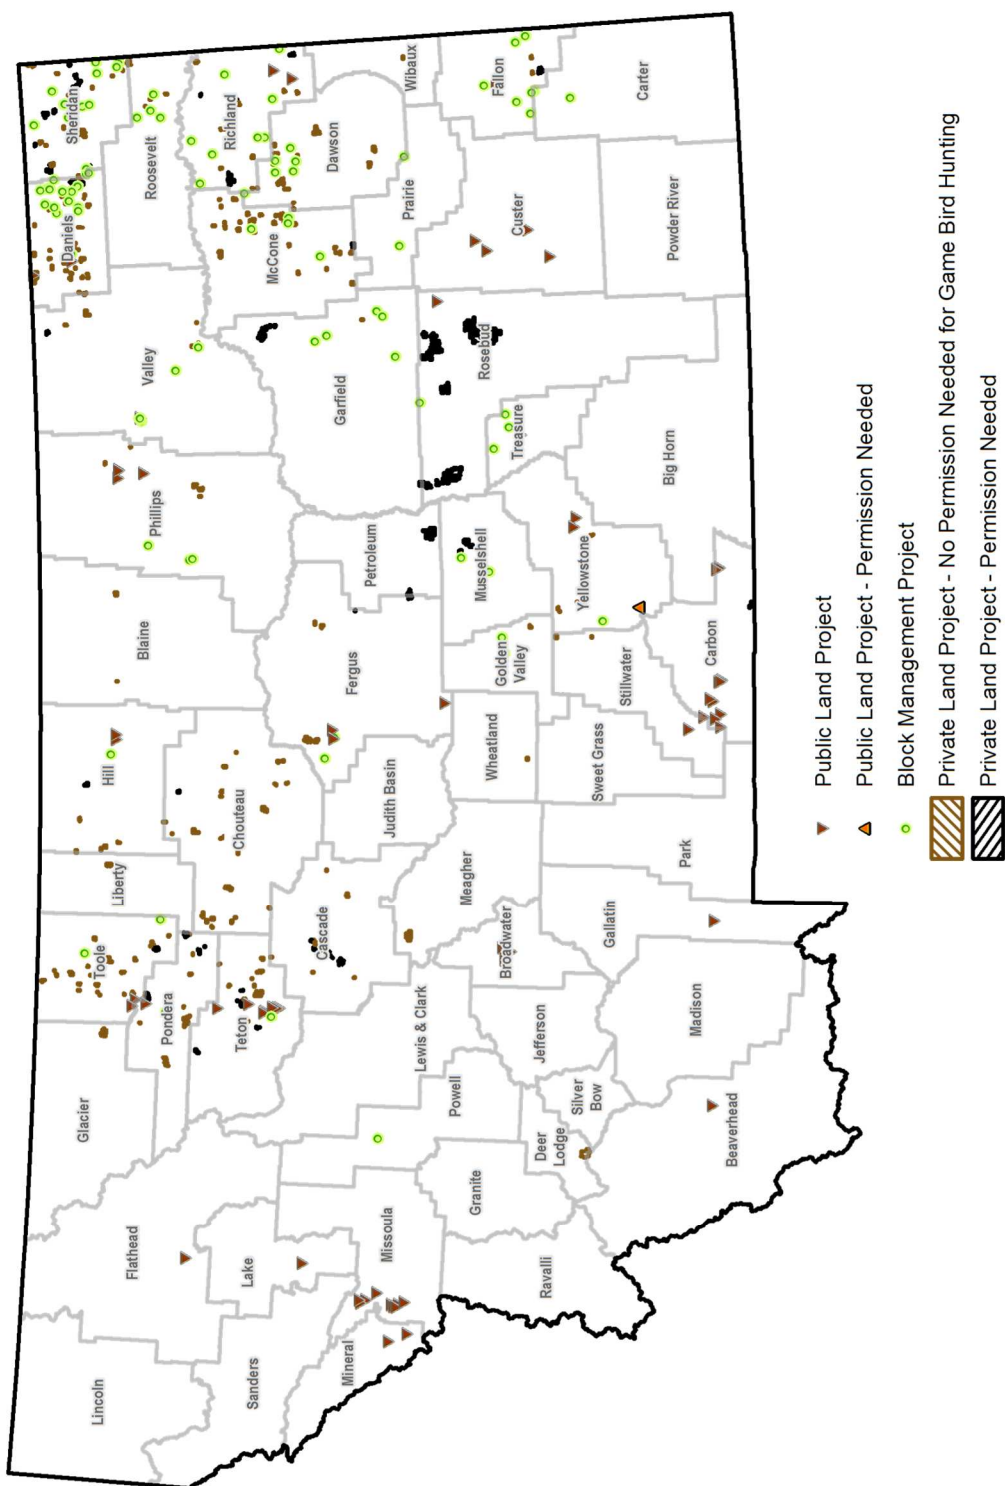 Lincoln
Flathead
Glacier
Toole
Liberty
Hill
Blaine
Phillips
Valley
Daniels
Sheridan
Sanders
Lake
Pondera
Teton
Chouteau
Roosevelt
Richland
McCone
Garfield
Dawson
Mineral
Missoula
Powell
Lewis & Clark
Cascade
Judith Basin
Fergus
Petroleum
Prairie
Wibaux
Granite
Deer
Lodge
Silver
Bow
Jefferson
Broadwater
Meagher
Wheatland
Golden
Valley
Musselshell
Treasure
Rosebud
Custer
Fallon
Ravalli
Beaverhead
Madison
Gallatin
Park
Sweet Grass
Stillwater
Yellowstone
Carbon
Big Horn
Powder River
Carter
Public Land Project
Public Land Project - Permission Needed
Block Management Project
Private Land Project - No Permission Needed for Game Bird Hunting
Private Land Project - Permission Needed